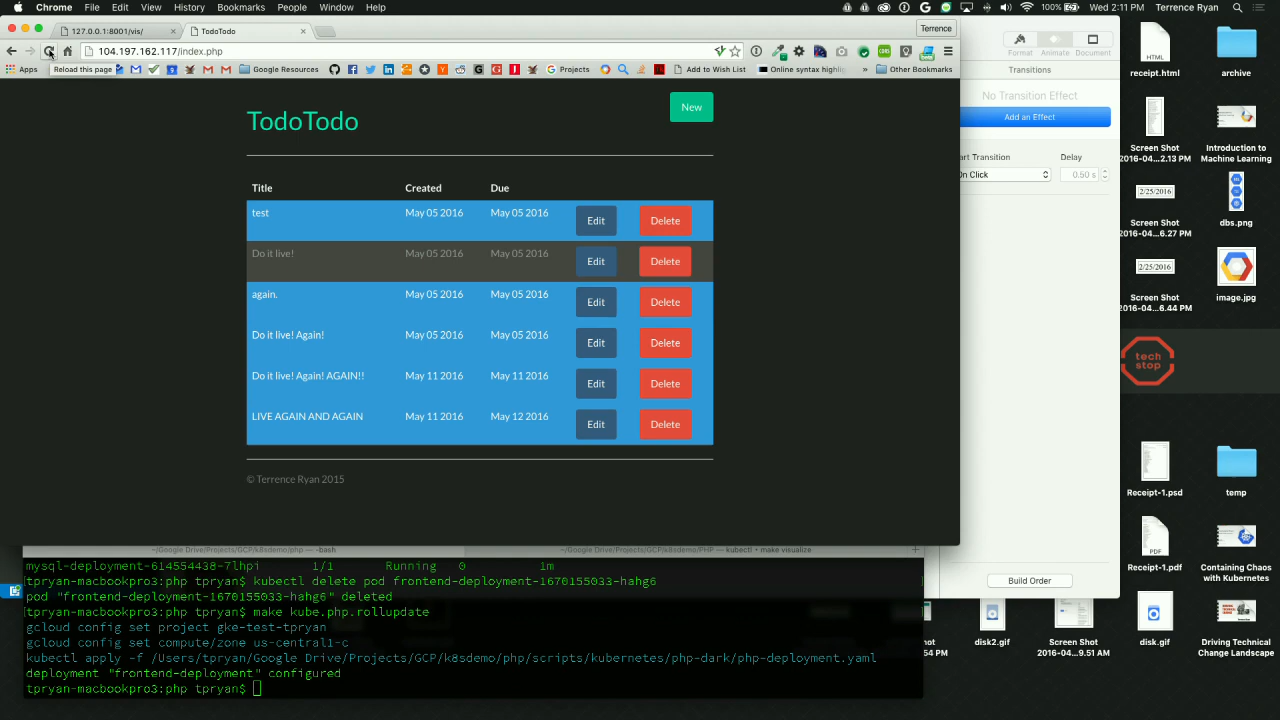 Chrome File Edit View History Bookmarks People Window Help 100% Wed 2:11 PM Terrence Ryan
127.0.0.1:8001/vis/ TodoTodo Terrence
104.197.162.117/index.php
Apps Google Resources Projects Add to Wish List Online syntax highlig » Other Bookmarks
Reload this page
TodoTodo
New
Title Created Due
test May 05 2016 May 05 2016 Edit Delete
Do it live! May 05 2016 May 05 2016 Edit Delete
again. May 05 2016 May 05 2016 Edit Delete
Do it live! Again! May 05 2016 May 05 2016 Edit Delete
Do it live! Again! AGAIN!! May 11 2016 May 11 2016 Edit Delete
LIVE AGAIN AND AGAIN May 11 2016 May 12 2016 Edit Delete
© Terrence Ryan 2015
Format Animate Document
Transitions
No Transition Effect
Add an Effect
art Transition Delay
On Click 0.50 s
Build Order
~/Google Drive/Projects/GCP/k8sdemo/php — -bash ~/Google Drive/Projects/GCP/k8sdemo/PHP — kubectl • make visualize
mysql-deployment-614554438-7lhpi 1/1 Running 0 1m
[tpryan-macbookpro3:php tpryan$ kubectl delete pod frontend-deployment-1670155033-hahg6 ]
pod "frontend-deployment-1670155033-hahg6" deleted
[tpryan-macbookpro3:php tpryan$ make kube.php.rollupdate ]
gcloud config set project gke-test-tpryan
gcloud config set compute/zone us-central1-c
kubectl apply -f /Users/tpryan/Google Drive/Projects/GCP/k8sdemo/php/scripts/kubernetes/php-dark/php-deployment.yaml
deployment "frontend-deployment" configured
tpryan-macbookpro3:php tpryan$
receipt.html
archive
Screen Shot
2016-04...2.13 PM
Introduction to
Machine Learning
2/25/2016
Screen Shot
2016-04...6.27 PM
dbs.png
2/25/2016
Screen Shot
2016-04...6.44 PM
image.jpg
tech
stop
Receipt-1.psd
temp
PDF
Receipt-1.pdf
Containing Chaos
with Kubernetes
54 PM
disk2.gif
Screen Shot
2016-04...9.51 AM
disk.gif
Driving Technical
Change Landscape